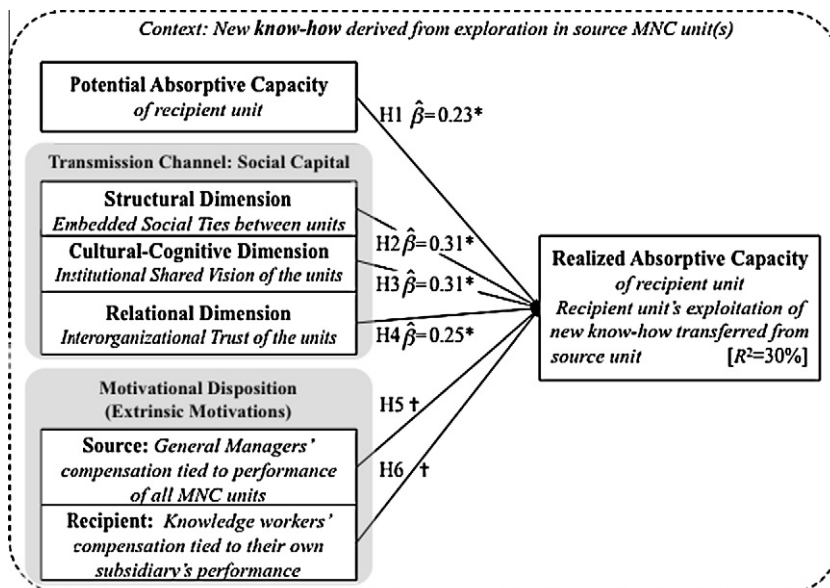 Context: New know-how derived from exploration in source MNC unit(s)
Potential Absorptive Capacity
of recipient unit
H1 β̂=0.23*
Transmission Channel: Social Capital
Structural Dimension
Embedded Social Ties between units
H2 β̂=0.31*
Cultural-Cognitive Dimension
Institutional Shared Vision of the units
H3 β̂=0.31*
Relational Dimension
Interorganizational Trust of the units
H4 β̂=0.25*
Motivational Disposition
(Extrinsic Motivations)
H5 †
Source: General Managers’
compensation tied to performance
of all MNC units
H6 †
Recipient: Knowledge workers’
compensation tied to their own
subsidiary’s performance
Realized Absorptive Capacity
of recipient unit
Recipient unit’s exploitation of
new know-how transferred from
source unit [R²=30%]